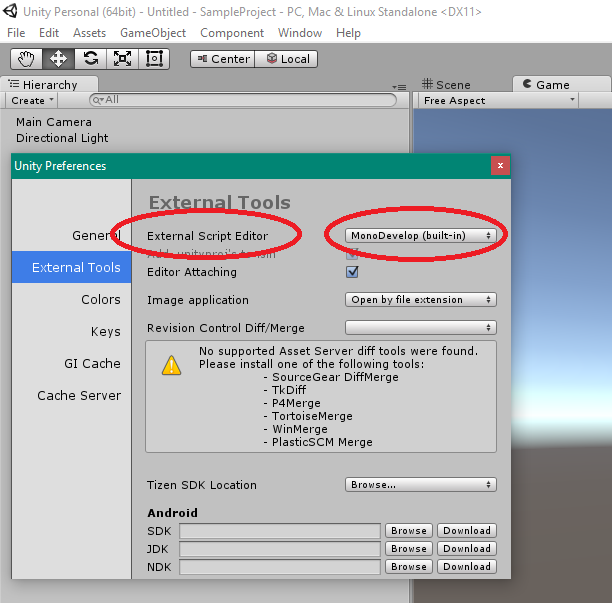 Unity Personal (64bit) - Untitled - SampleProject - PC, Mac & Linux Standalone <DX11>
File Edit Assets GameObject Component Window Help
Center Local
Hierarchy Scene Game
Create All Free Aspect
Main Camera
Directional Light
Unity Preferences x
External Tools
General External Script Editor MonoDevelop (built-in)
Add .unityproj's to .sln
External Tools Editor Attaching
Colors Image application Open by file extension
Keys Revision Control Diff/Merge
GI Cache No supported Asset Server diff tools were found.
Please install one of the following tools:
- SourceGear DiffMerge
- TkDiff
Cache Server - P4Merge
- TortoiseMerge
- WinMerge
- PlasticSCM Merge
Tizen SDK Location Browse...
Android
SDK Browse Download
JDK Browse Download
NDK Browse Download